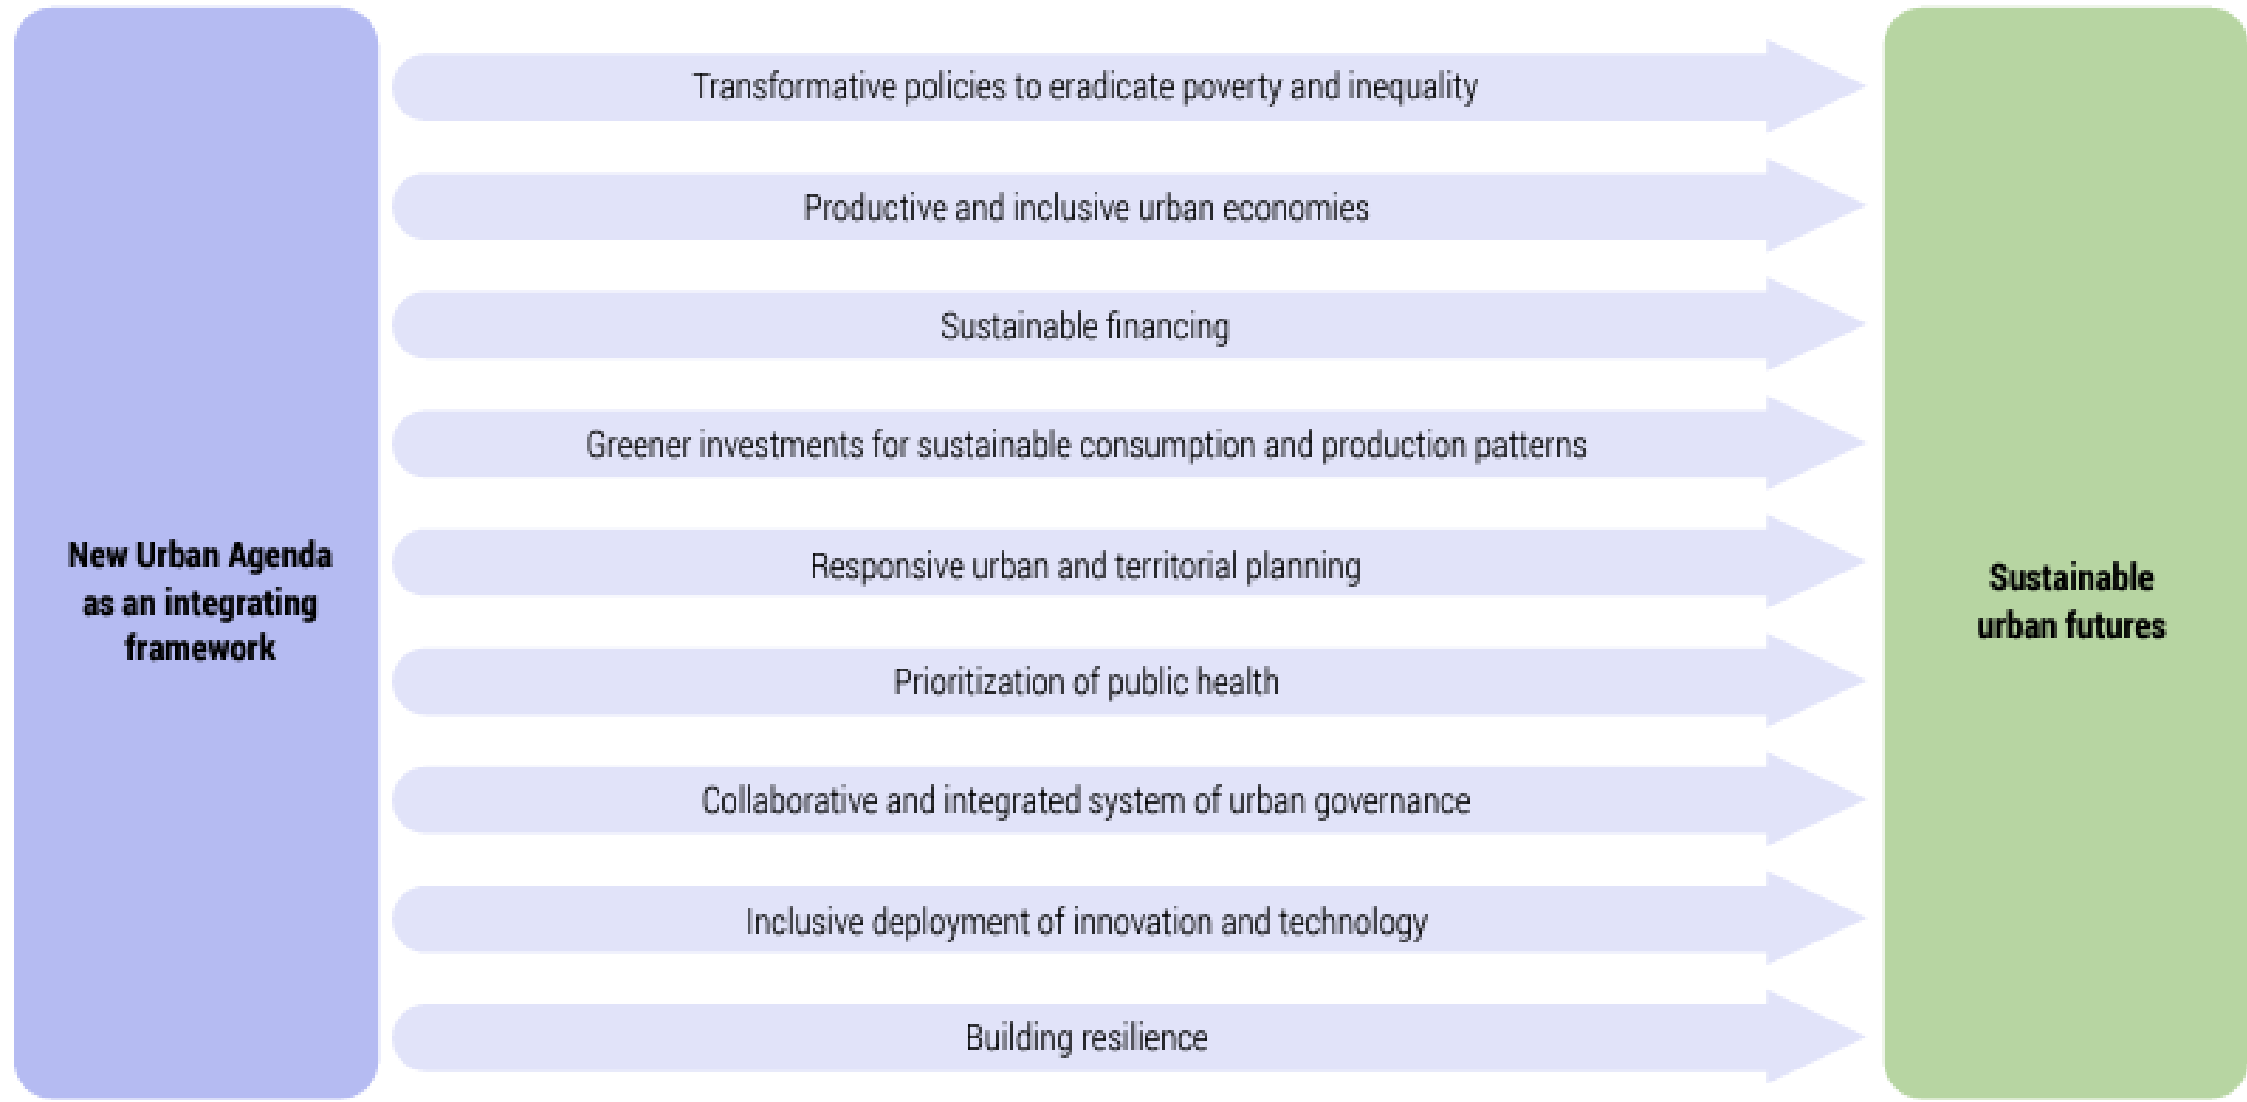 New Urban Agenda
as an integrating
framework
Transformative policies to eradicate poverty and inequality
Productive and inclusive urban economies
Sustainable financing
Greener investments for sustainable consumption and production patterns
Responsive urban and territorial planning
Prioritization of public health
Collaborative and integrated system of urban governance
Inclusive deployment of innovation and technology
Building resilience
Sustainable
urban futures